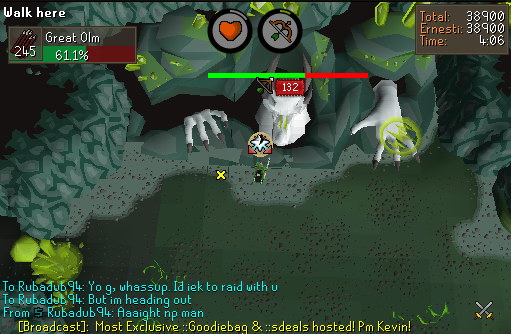 Walk here
Great Olm
245
61.1%
Total: 38900
Ernesti: 38900
Time: 4:06
132
To Rubadub94: Yo g, whassup. Id iek to raid with u
To Rubadub94: But im heading out
From Rubadub94: Aaaight np man
[Broadcast]: Most Exclusive ::Goodiebag & ::sdeals hosted! Pm Kevin!